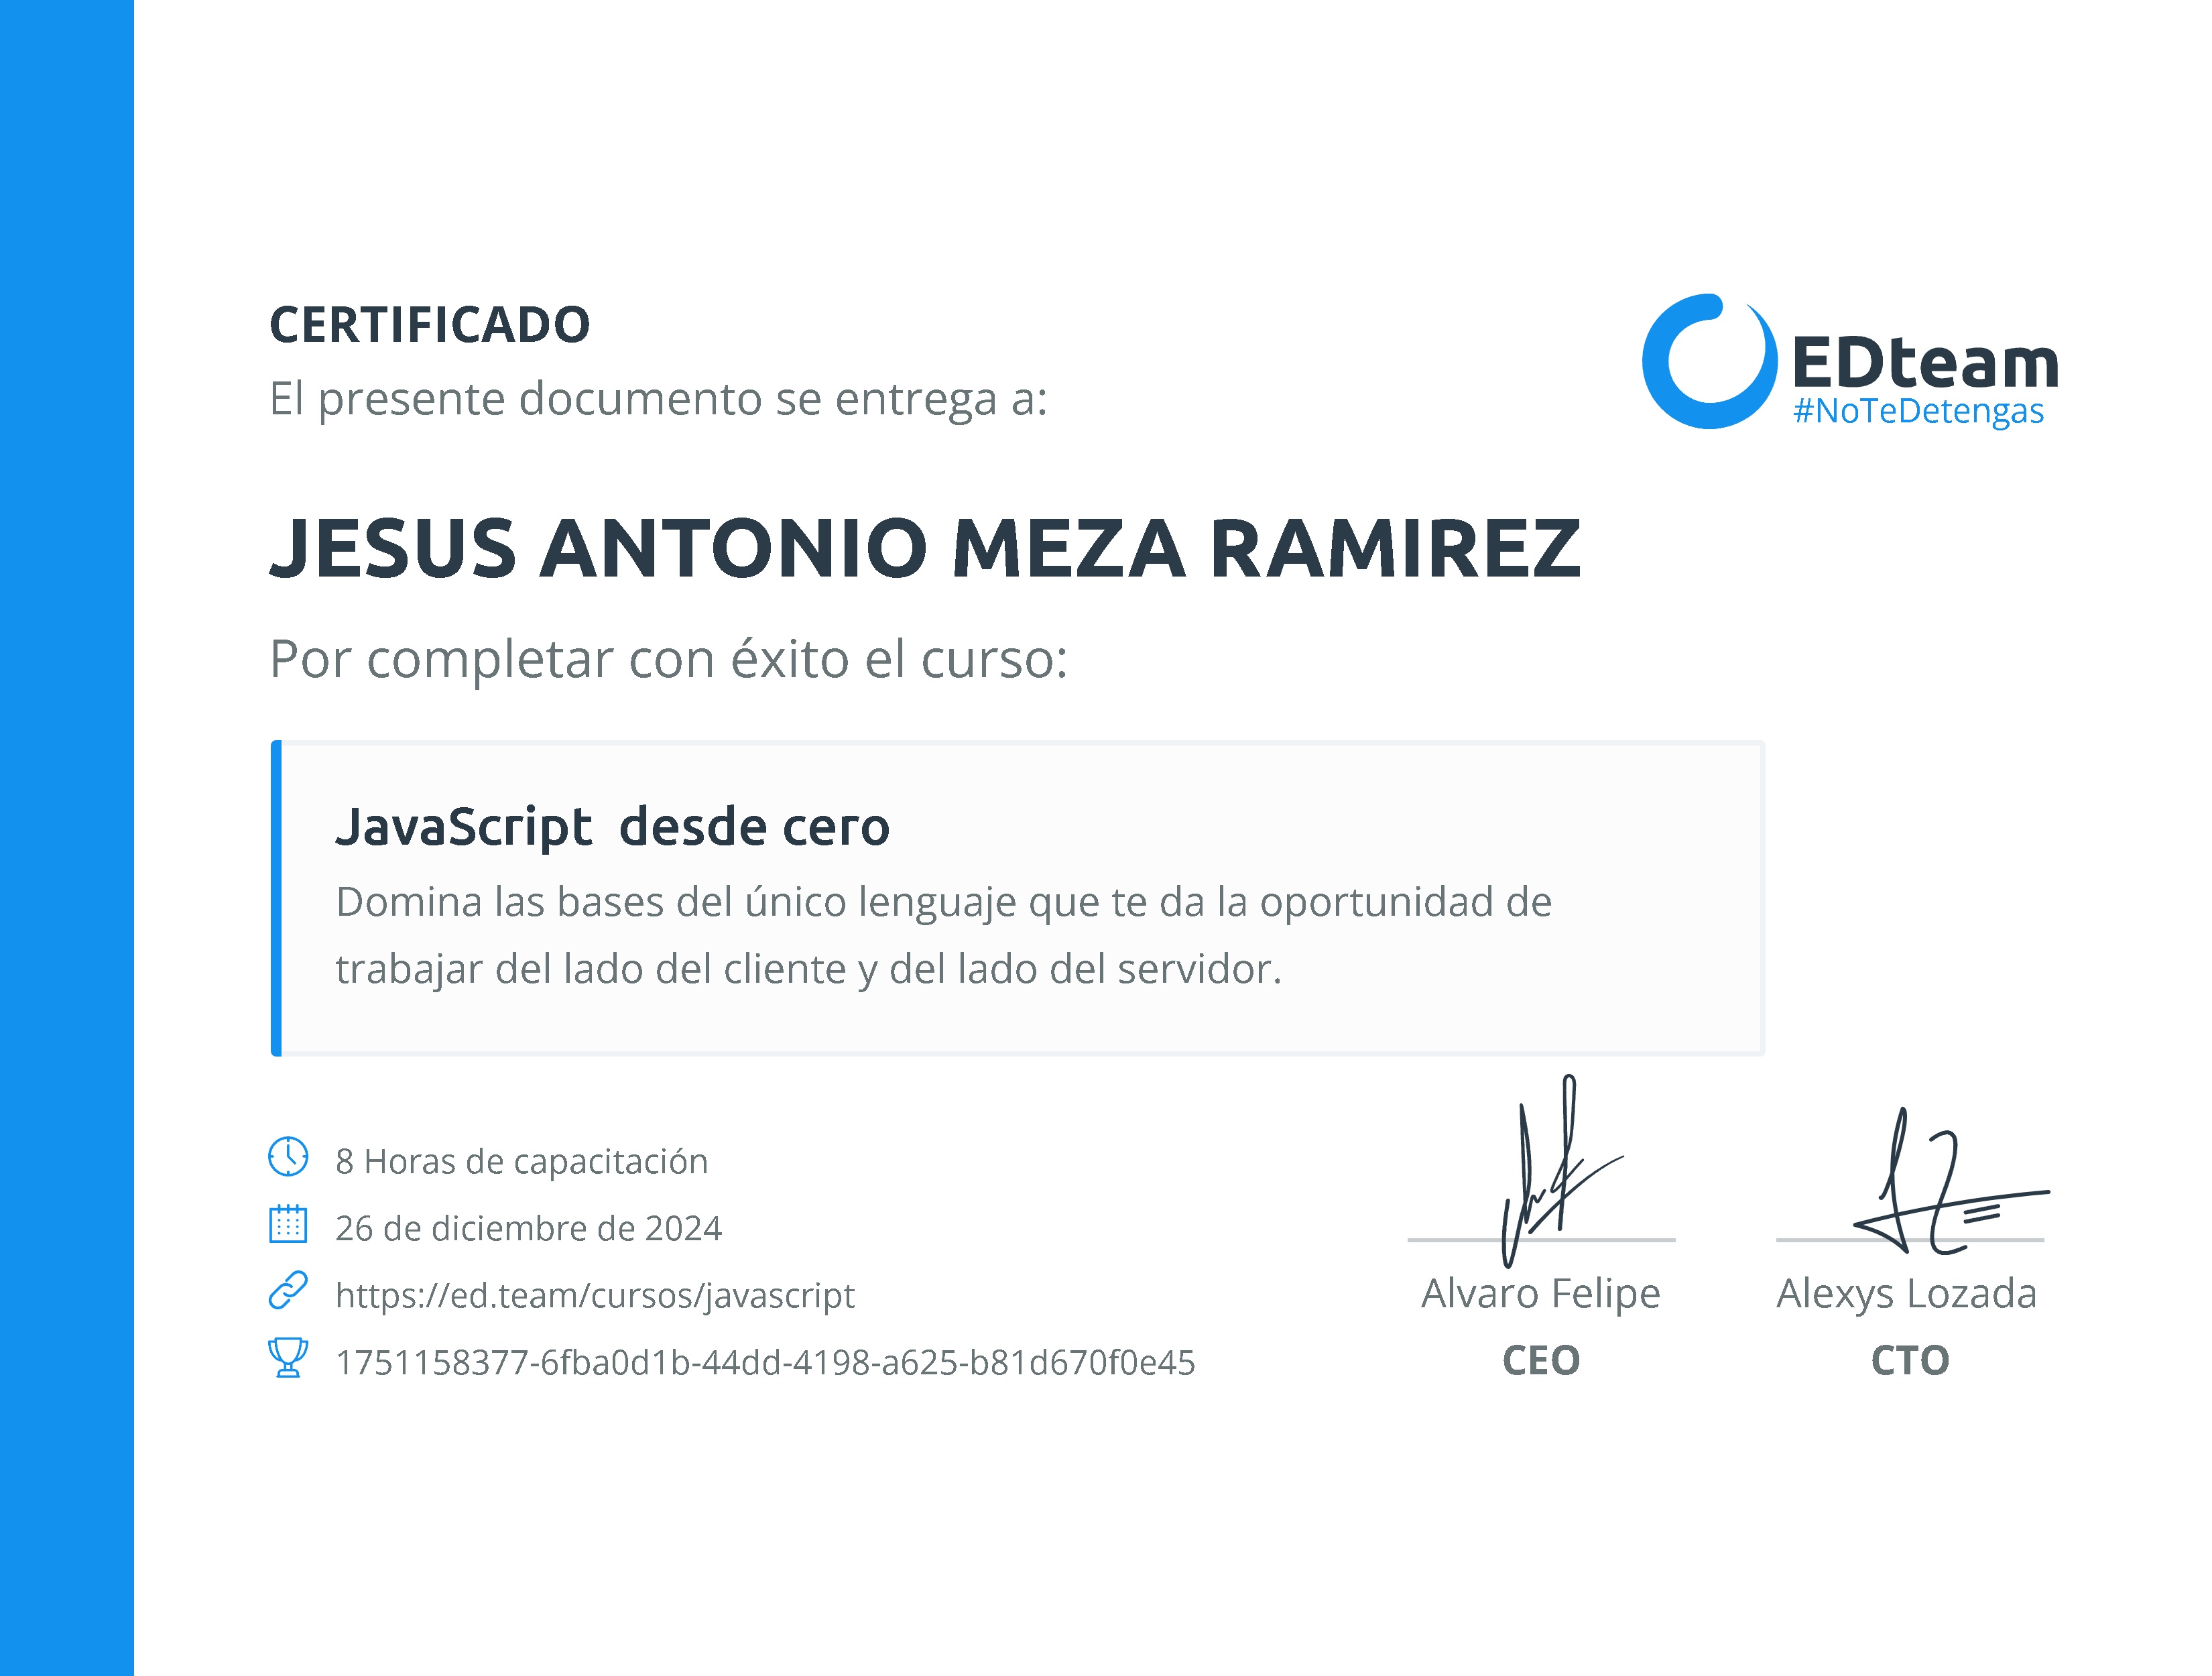 CERTIFICADO
El presente documento se entrega a:
EDteam
#NoTeDetengas
JESUS ANTONIO MEZA RAMIREZ
Por completar con éxito el curso:
JavaScript desde cero
Domina las bases del único lenguaje que te da la oportunidad de
trabajar del lado del cliente y del lado del servidor.
8 Horas de capacitación
26 de diciembre de 2024
https://ed.team/cursos/javascript
1751158377-6fba0d1b-44dd-4198-a625-b81d670f0e45
Alvaro Felipe
CEO
Alexys Lozada
CTO